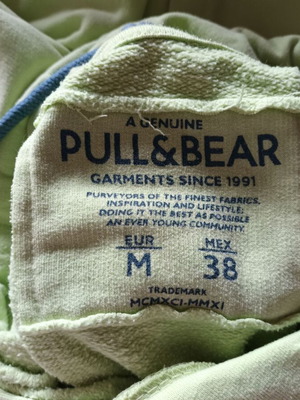 A GENUINE
PULL&BEAR
GARMENTS SINCE 1991
PURVEYORS OF THE FINEST FABRICS,
INSPIRATION AND LIFESTYLE;
DOING IT THE BEST AS POSSIBLE
AN EVER YOUNG COMMUNITY.
EUR MEX
M 38
TRADEMARK
MCMXCI-MMXI